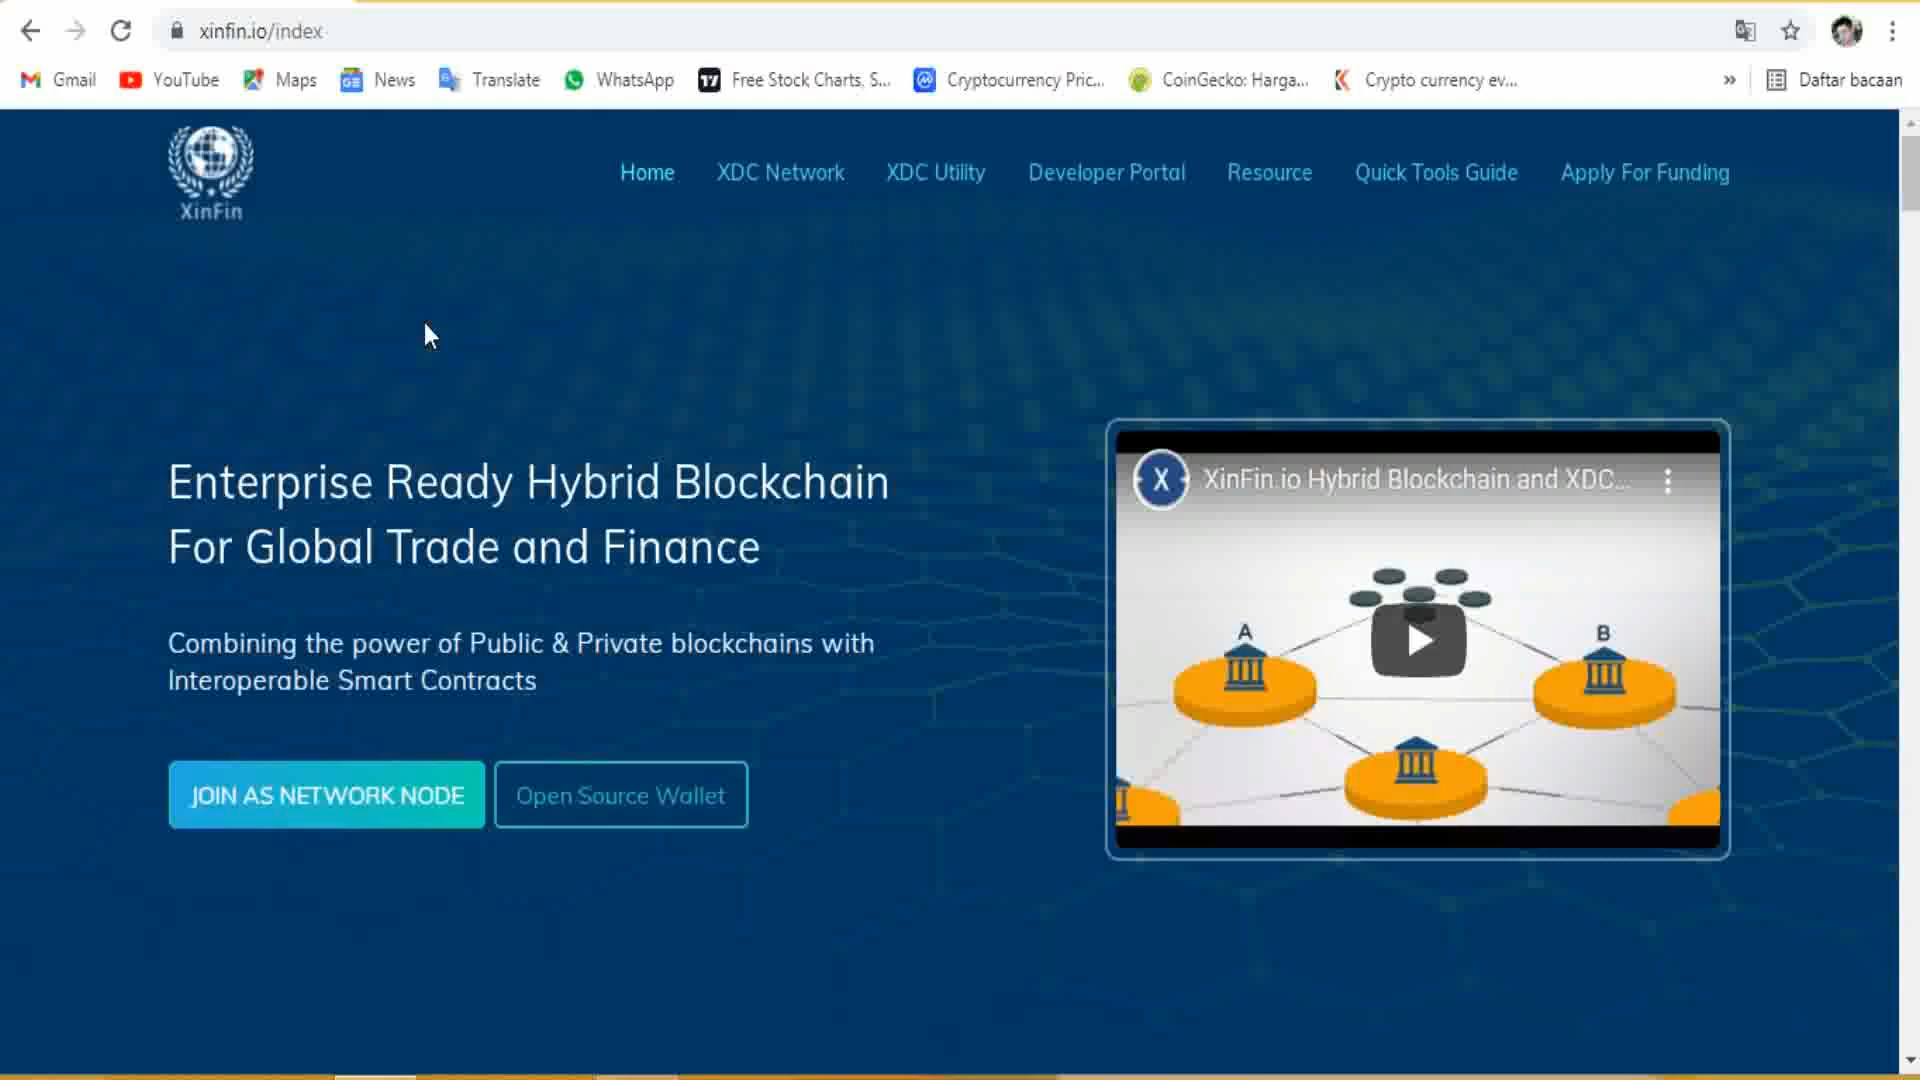 xinfin.io/index
Gmail
YouTube
Maps
News
Translate
WhatsApp
Free Stock Charts, S...
Cryptocurrency Pric...
CoinGecko: Harga...
Crypto currency ev...
»
Daftar bacaan
XinFin
Home
XDC Network
XDC Utility
Developer Portal
Resource
Quick Tools Guide
Apply For Funding
Enterprise Ready Hybrid Blockchain
For Global Trade and Finance
Combining the power of Public & Private blockchains with
Interoperable Smart Contracts
JOIN AS NETWORK NODE
Open Source Wallet
X
XinFin.io Hybrid Blockchain and XDC...
A
B